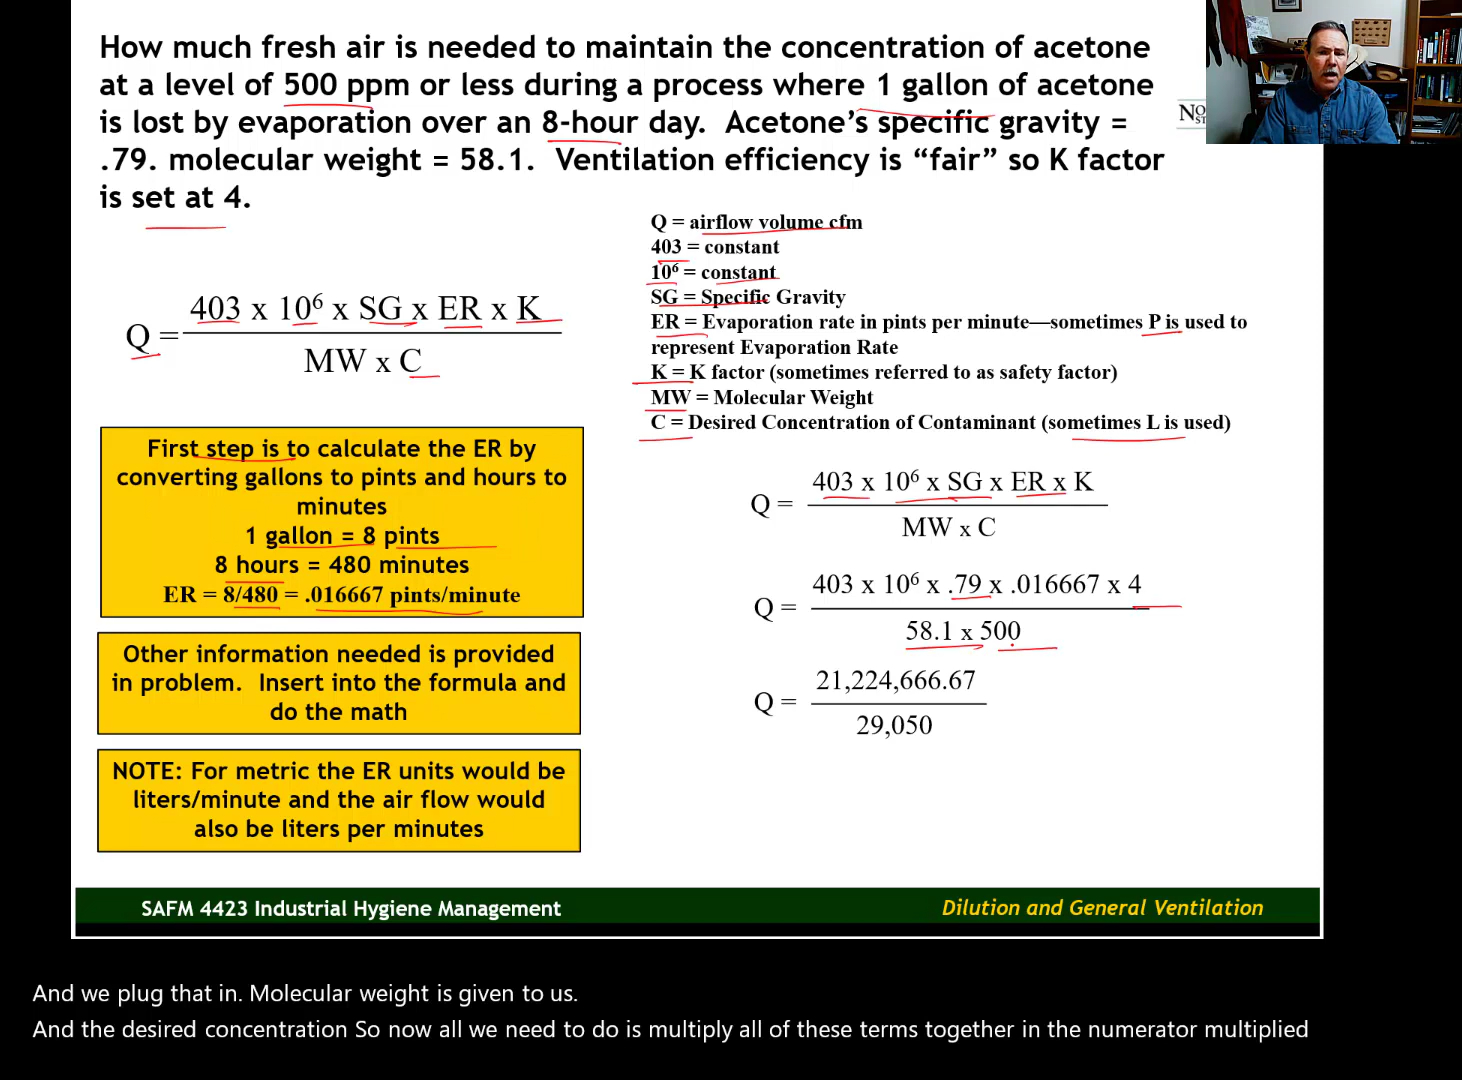 How much fresh air is needed to maintain the concentration of acetone
at a level of 500 ppm or less during a process where 1 gallon of acetone
is lost by evaporation over an 8-hour day.  Acetone’s specific gravity =
.79. molecular weight = 58.1.  Ventilation efficiency is “fair” so K factor
is set at 4.
Q = airflow volume cfm
403 = constant
10⁶ = constant
SG = Specific Gravity
ER = Evaporation rate in pints per minute—sometimes P is used to
represent Evaporation Rate
K = K factor (sometimes referred to as safety factor)
MW = Molecular Weight
C = Desired Concentration of Contaminant (sometimes L is used)
403 x 10⁶ x SG x ER x K
Q =
MW x C
First step is to calculate the ER by
converting gallons to pints and hours to
minutes
1 gallon = 8 pints
8 hours = 480 minutes
ER = 8/480 = .016667 pints/minute
Other information needed is provided
in problem.  Insert into the formula and
do the math
NOTE: For metric the ER units would be
liters/minute and the air flow would
also be liters per minutes
403 x 10⁶ x SG x ER x K
Q =
MW x C
403 x 10⁶ x .79 x .016667 x 4
Q =
58.1 x 500
21,224,666.67
Q =
29,050
SAFM 4423 Industrial Hygiene Management
Dilution and General Ventilation
And we plug that in. Molecular weight is given to us.
And the desired concentration So now all we need to do is multiply all of these terms together in the numerator multiplied